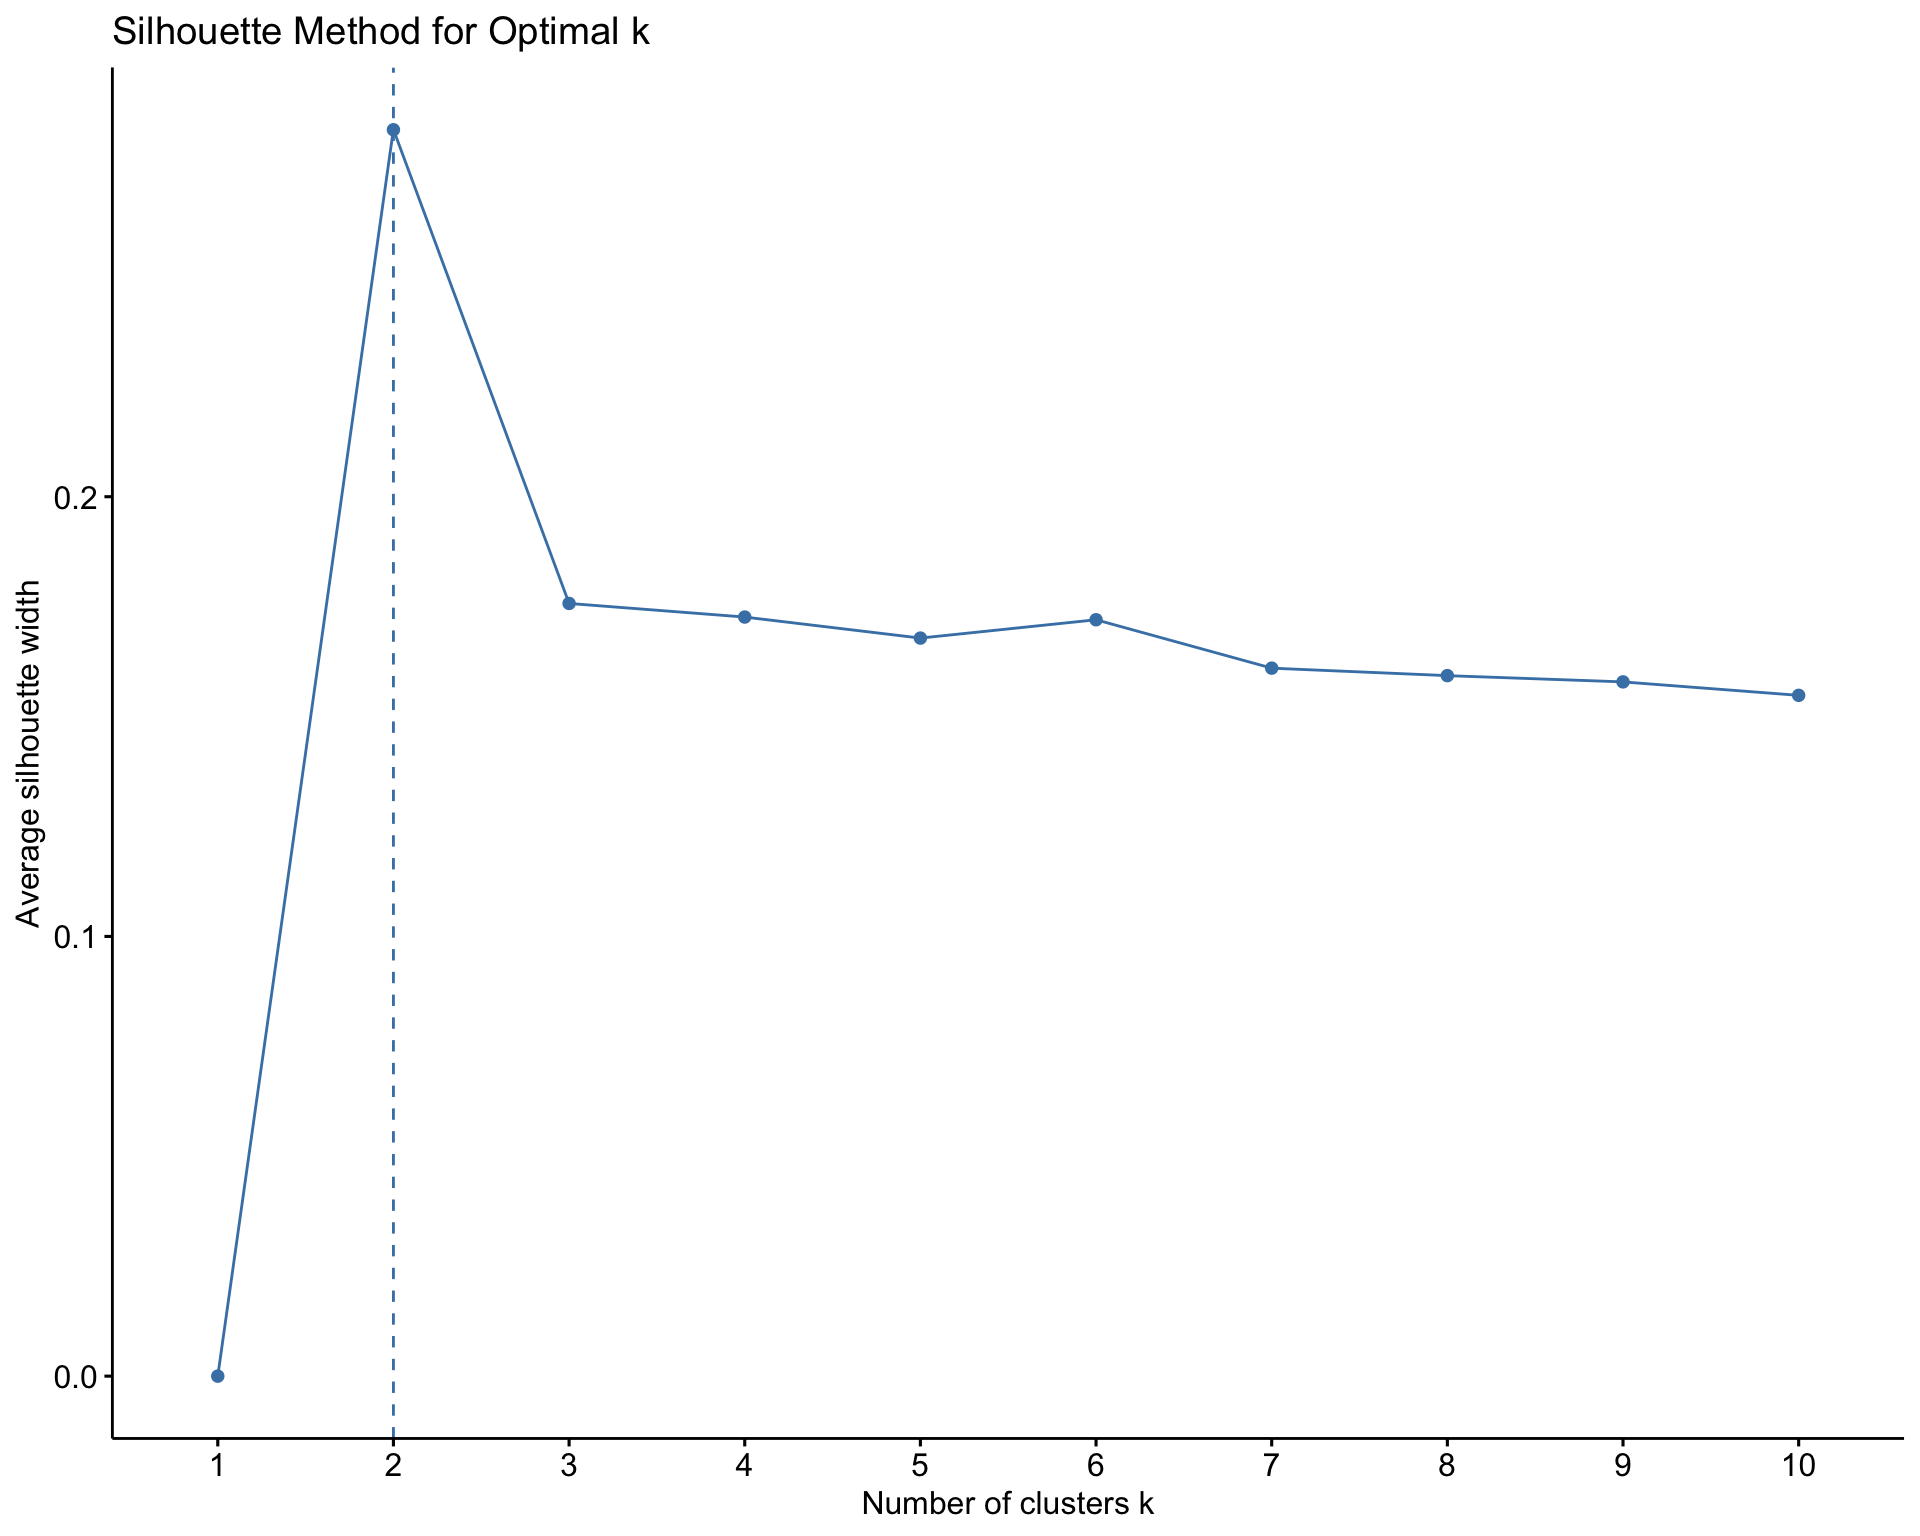 Silhouette Method for Optimal k
Average silhouette width
0.2
0.1
0.0
1 2 3 4 5 6 7 8 9 10
Number of clusters k